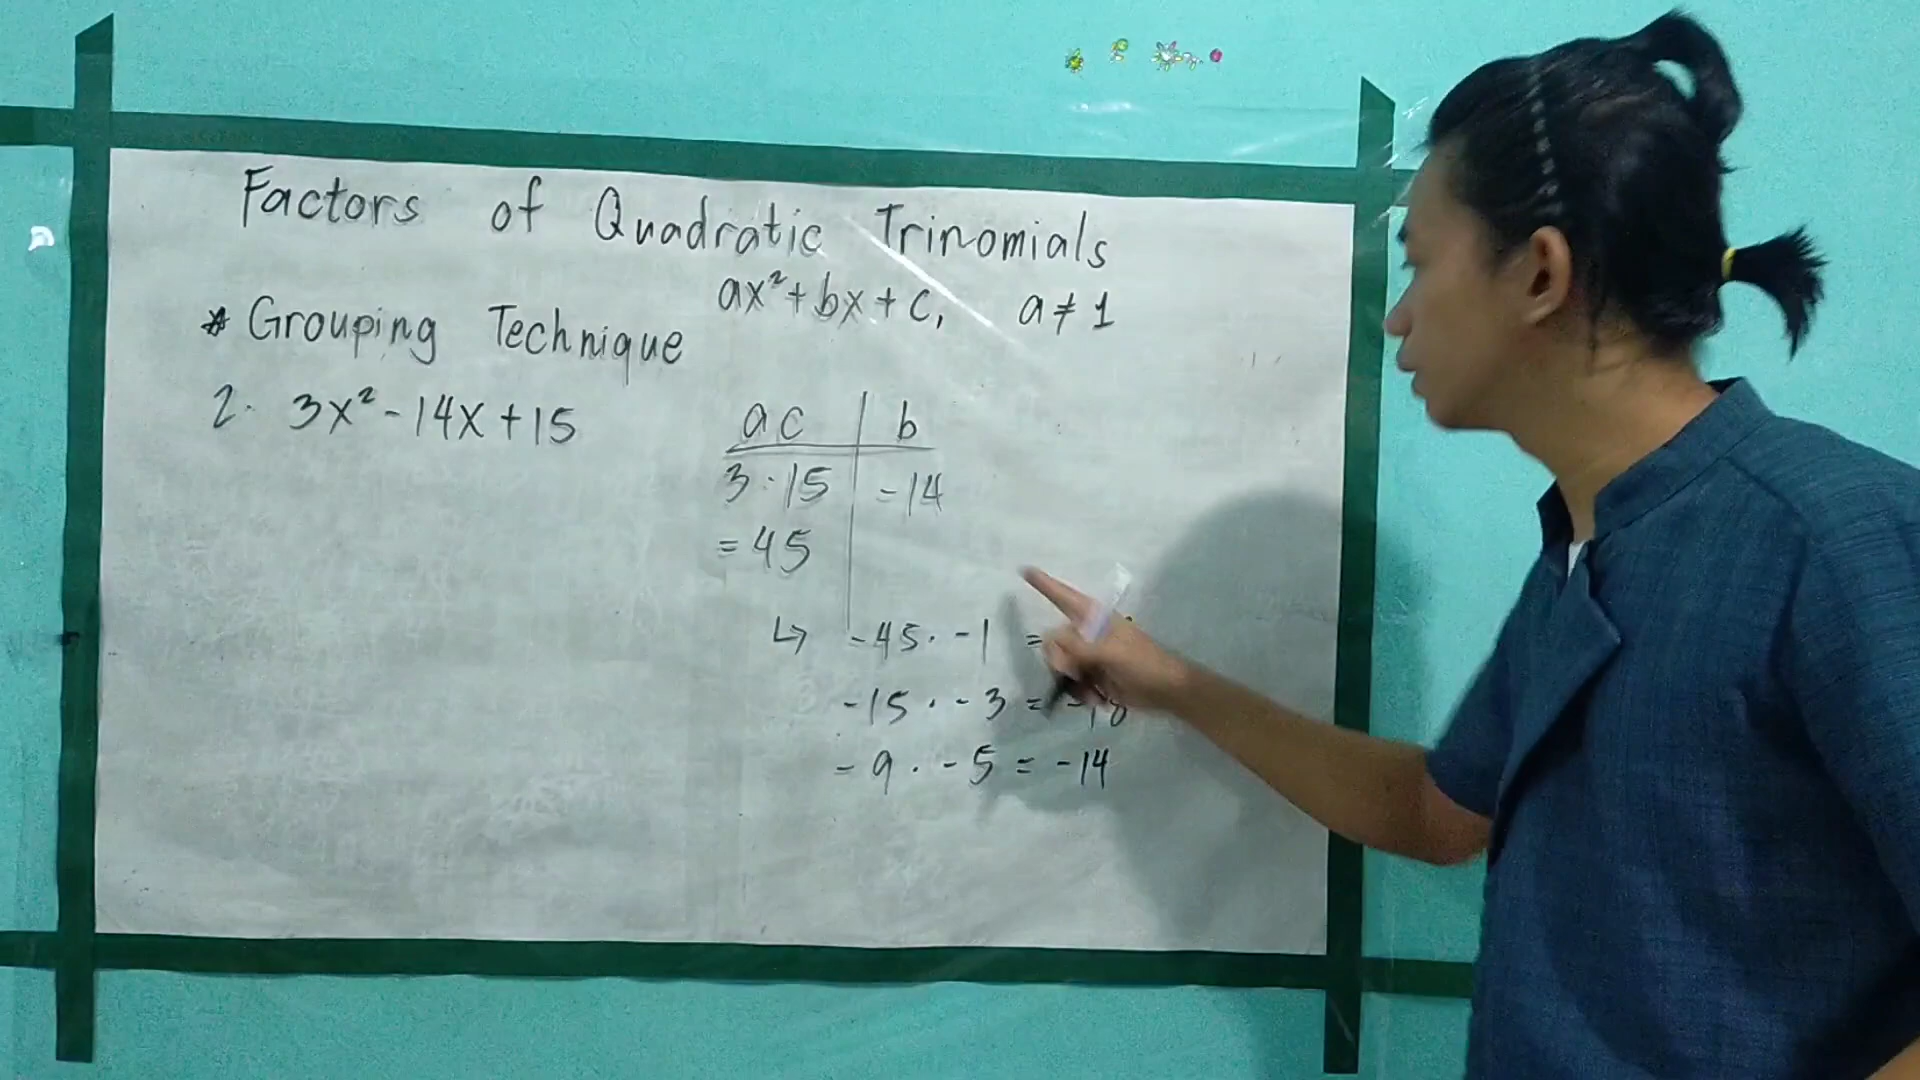 Factors of Quadratic Trinomials
ax² + bx + c, a ≠ 1
* Grouping Technique
2. 3x² - 14x + 15
ac | b
3 · 15 | -14
= 45
↳ -45 · -1 =
-15 · -3 = -18
-9 · -5 = -14